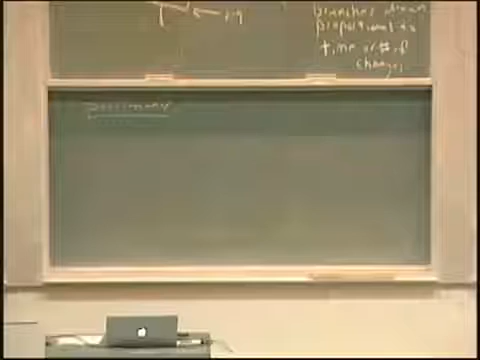 branches drawn
proportional to
time or # of
changes
Parsimony